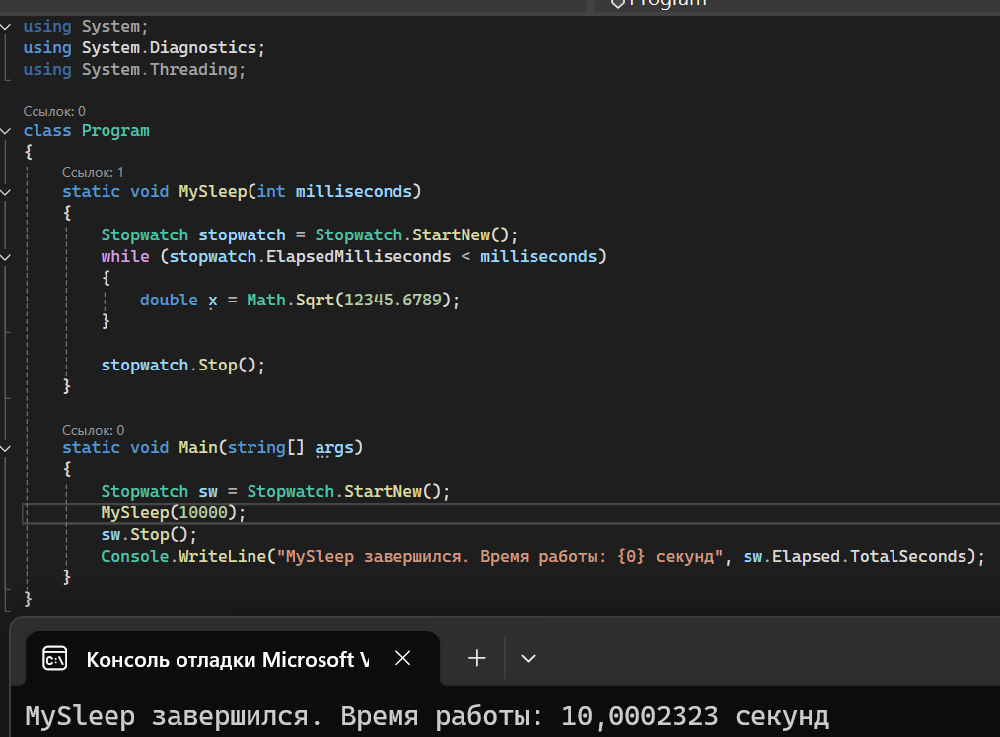 Program
using System;
using System.Diagnostics;
using System.Threading;
Ссылок: 0
class Program
{
Ссылок: 1
static void MySleep(int milliseconds)
{
Stopwatch stopwatch = Stopwatch.StartNew();
while (stopwatch.ElapsedMilliseconds < milliseconds)
{
double x = Math.Sqrt(12345.6789);
}
stopwatch.Stop();
}
Ссылок: 0
static void Main(string[] args)
{
Stopwatch sw = Stopwatch.StartNew();
MySleep(10000);
sw.Stop();
Console.WriteLine("MySleep завершился. Время работы: {0} секунд", sw.Elapsed.TotalSeconds);
}
}
Консоль отладки Microsoft V
MySleep завершился. Время работы: 10,0002323 секунд